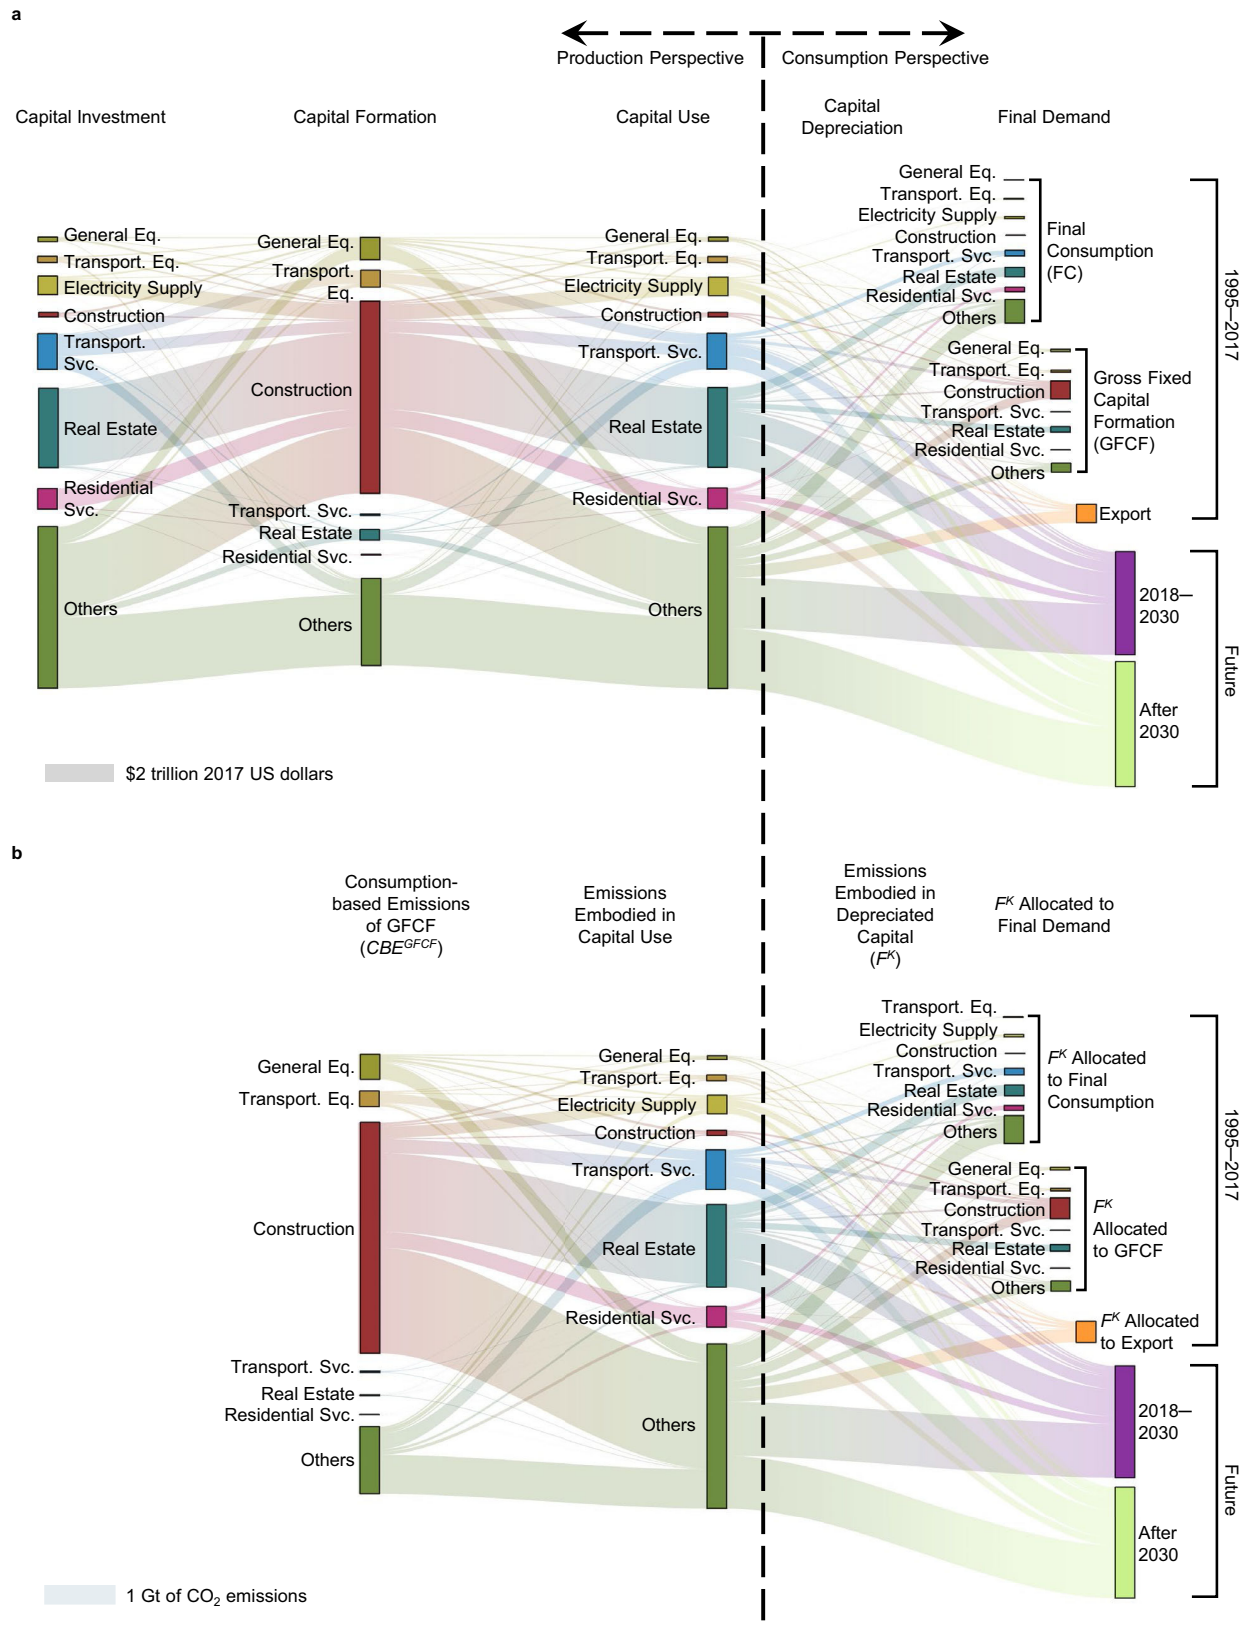 a
Production Perspective
Consumption Perspective
Capital Investment
Capital Formation
Capital Use
Capital
Depreciation
Final Demand
General Eq.
Transport. Eq.
Electricity Supply
Construction
Transport.
Svc.
Real Estate
Residential
Svc.
Others
General Eq.
Transport.
Eq.
Construction
Transport. Svc.
Real Estate
Residential Svc.
Others
General Eq.
Transport. Eq.
Electricity Supply
Construction
Transport. Svc.
Real Estate
Residential Svc.
Others
General Eq.
Transport. Eq.
Electricity Supply
Construction
Transport. Svc.
Real Estate
Residential Svc.
Others
Final
Consumption
(FC)
General Eq.
Transport. Eq.
Construction
Transport. Svc.
Real Estate
Residential Svc.
Others
Gross Fixed
Capital
Formation
(GFCF)
Export
1995–2017
2018–
2030
After
2030
Future
$2 trillion 2017 US dollars
b
Consumption-
based Emissions
of GFCF
(CBE^GFCF)
Emissions
Embodied in
Capital Use
Emissions
Embodied in
Depreciated
Capital
(F^K)
F^K Allocated to
Final Demand
General Eq.
Transport. Eq.
Construction
Transport. Svc.
Real Estate
Residential Svc.
Others
General Eq.
Transport. Eq.
Electricity Supply
Construction
Transport. Svc.
Real Estate
Residential Svc.
Others
Transport. Eq.
Electricity Supply
Construction
Transport. Svc.
Real Estate
Residential Svc.
Others
F^K Allocated
to Final
Consumption
General Eq.
Transport. Eq.
Construction
Transport. Svc.
Real Estate
Residential Svc.
Others
F^K
Allocated
to GFCF
F^K Allocated
to Export
1995–2017
2018–
2030
After
2030
Future
1 Gt of CO₂ emissions